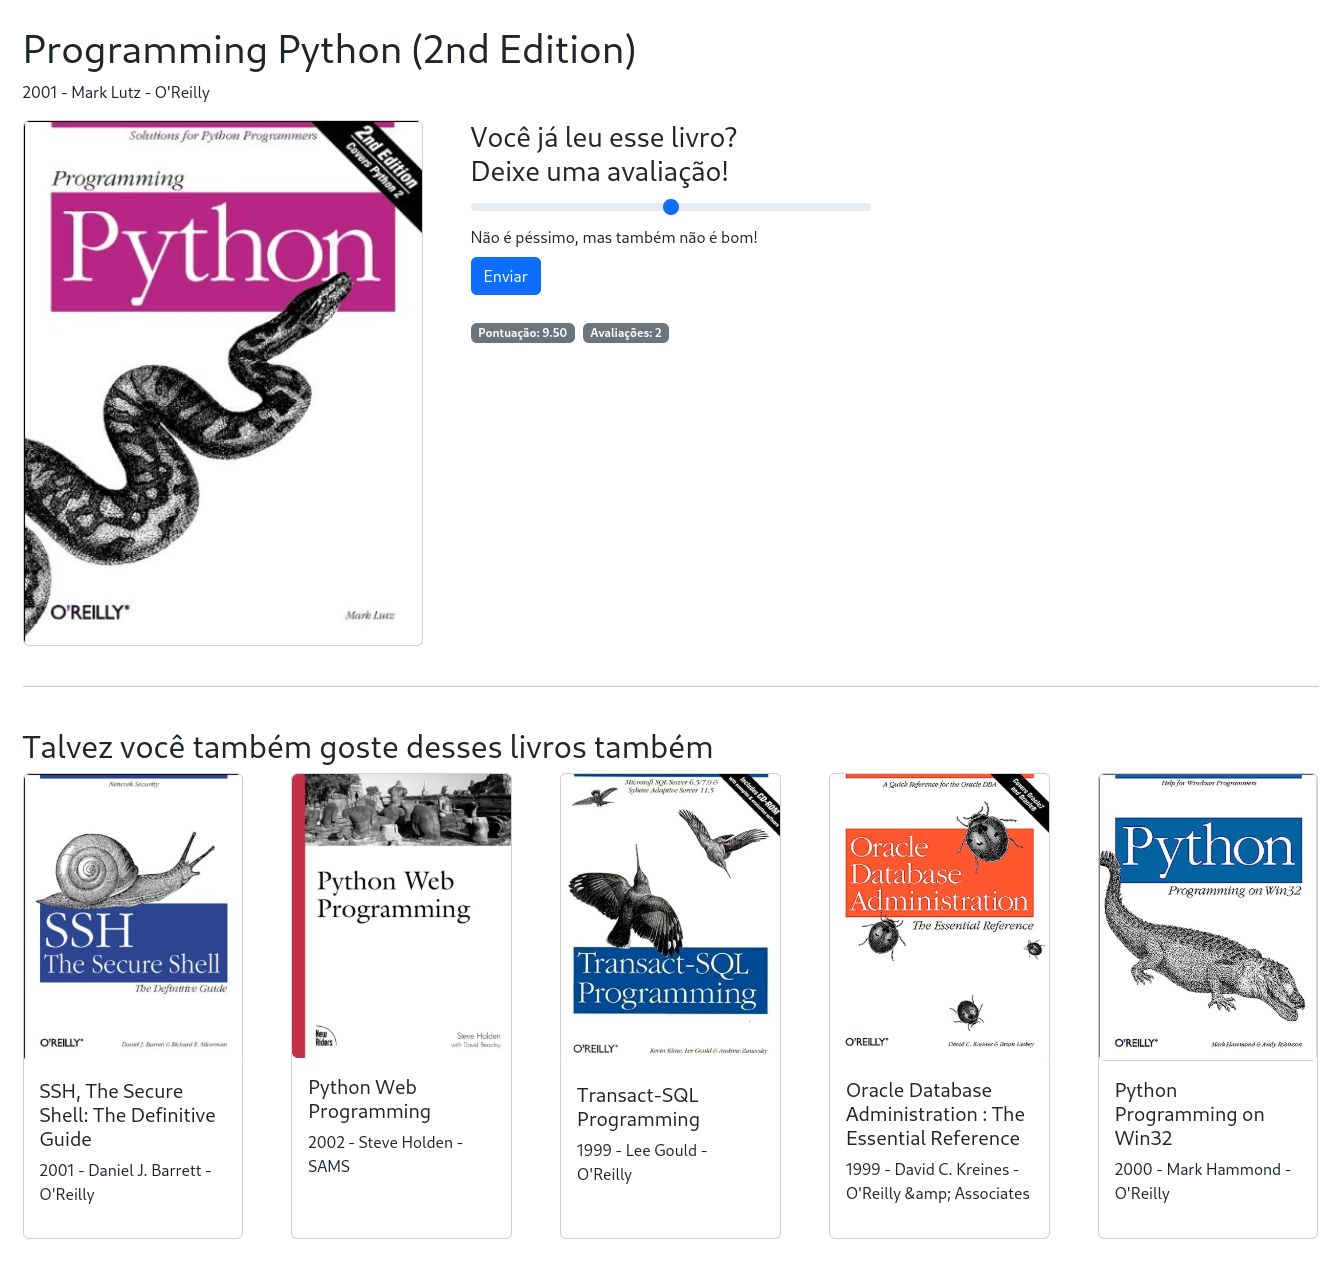 Programming Python (2nd Edition)
2001 - Mark Lutz - O'Reilly
Solutions for Python Programmers
2nd Edition
Covers Python 2
Programming
Python
O'REILLY®
Mark Lutz
Você já leu esse livro?
Deixe uma avaliação!
Não é péssimo, mas também não é bom!
Enviar
Pontuação: 9.50
Avaliações: 2
Talvez você também goste desses livros também
Network Security
SSH
The Secure Shell
The Definitive Guide
O'REILLY®
Daniel J. Barrett & Richard E. Silverman
SSH, The Secure
Shell: The Definitive
Guide
2001 - Daniel J. Barrett -
O'Reilly
Python Web
Programming
New
Riders
Steve Holden
with David Beazley
Python Web
Programming
2002 - Steve Holden -
SAMS
Microsoft SQL Server 6.5/7.0 &
Sybase Adaptive Server 11.5
Includes CD-ROM
Transact-SQL
Programming
O'REILLY®
Kevin Kline, Lee Gould & Andrew Zanevsky
Transact-SQL
Programming
1999 - Lee Gould -
O'Reilly
A Quick Reference for the Oracle DBA
Covers Oracle7
and Oracle8
Oracle
Database
Administration
The Essential Reference
O'REILLY®
David C. Kreines & Brian Laskey
Oracle Database
Administration : The
Essential Reference
1999 - David C. Kreines -
O'Reilly &amp;amp; Associates
Help for Windows Programmers
Python
Programming on Win32
O'REILLY®
Mark Hammond & Andy Robinson
Python
Programming on
Win32
2000 - Mark Hammond -
O'Reilly